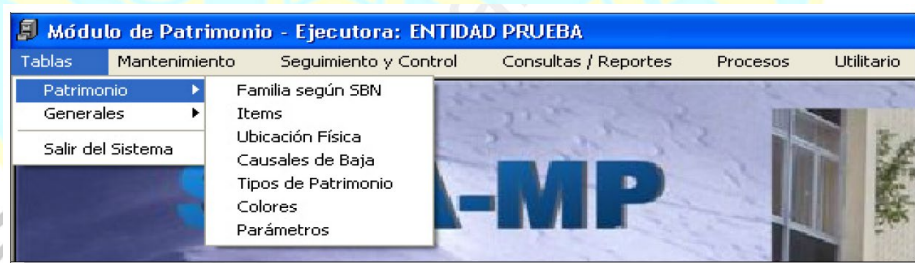 Módulo de Patrimonio - Ejecutora: ENTIDAD PRUEBA
Tablas Mantenimiento Seguimiento y Control Consultas / Reportes Procesos Utilitario
Patrimonio
Generales
Salir del Sistema
Familia según SBN
Items
Ubicación Física
Causales de Baja
Tipos de Patrimonio
Colores
Parámetros
A-MP